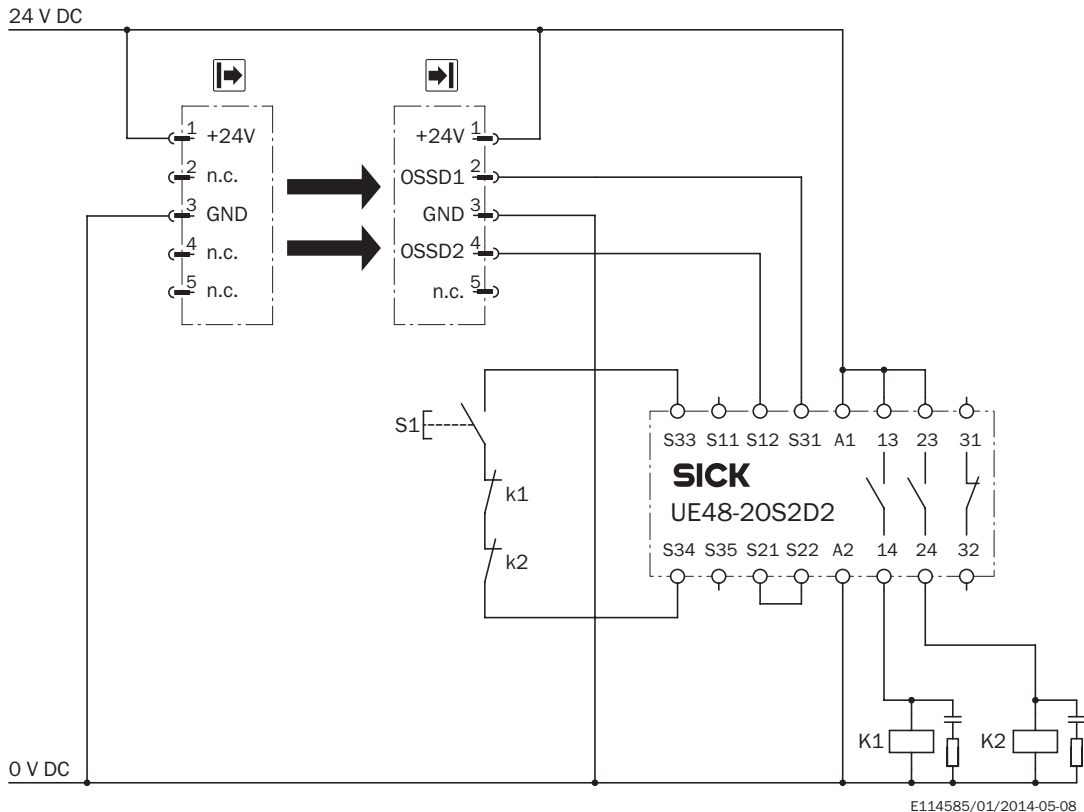 24 V DC
1 +24V
2 n.c.
3 GND
4 n.c.
5 n.c.
+24V 1
OSSD1 2
GND 3
OSSD2 4
n.c. 5
S1
k1
k2
S33 S11 S12 S31 A1 13 23 31
SICK
UE48-2OS2D2
S34 S35 S21 S22 A2 14 24 32
K1
K2
0 V DC
E114585/01/2014-05-08